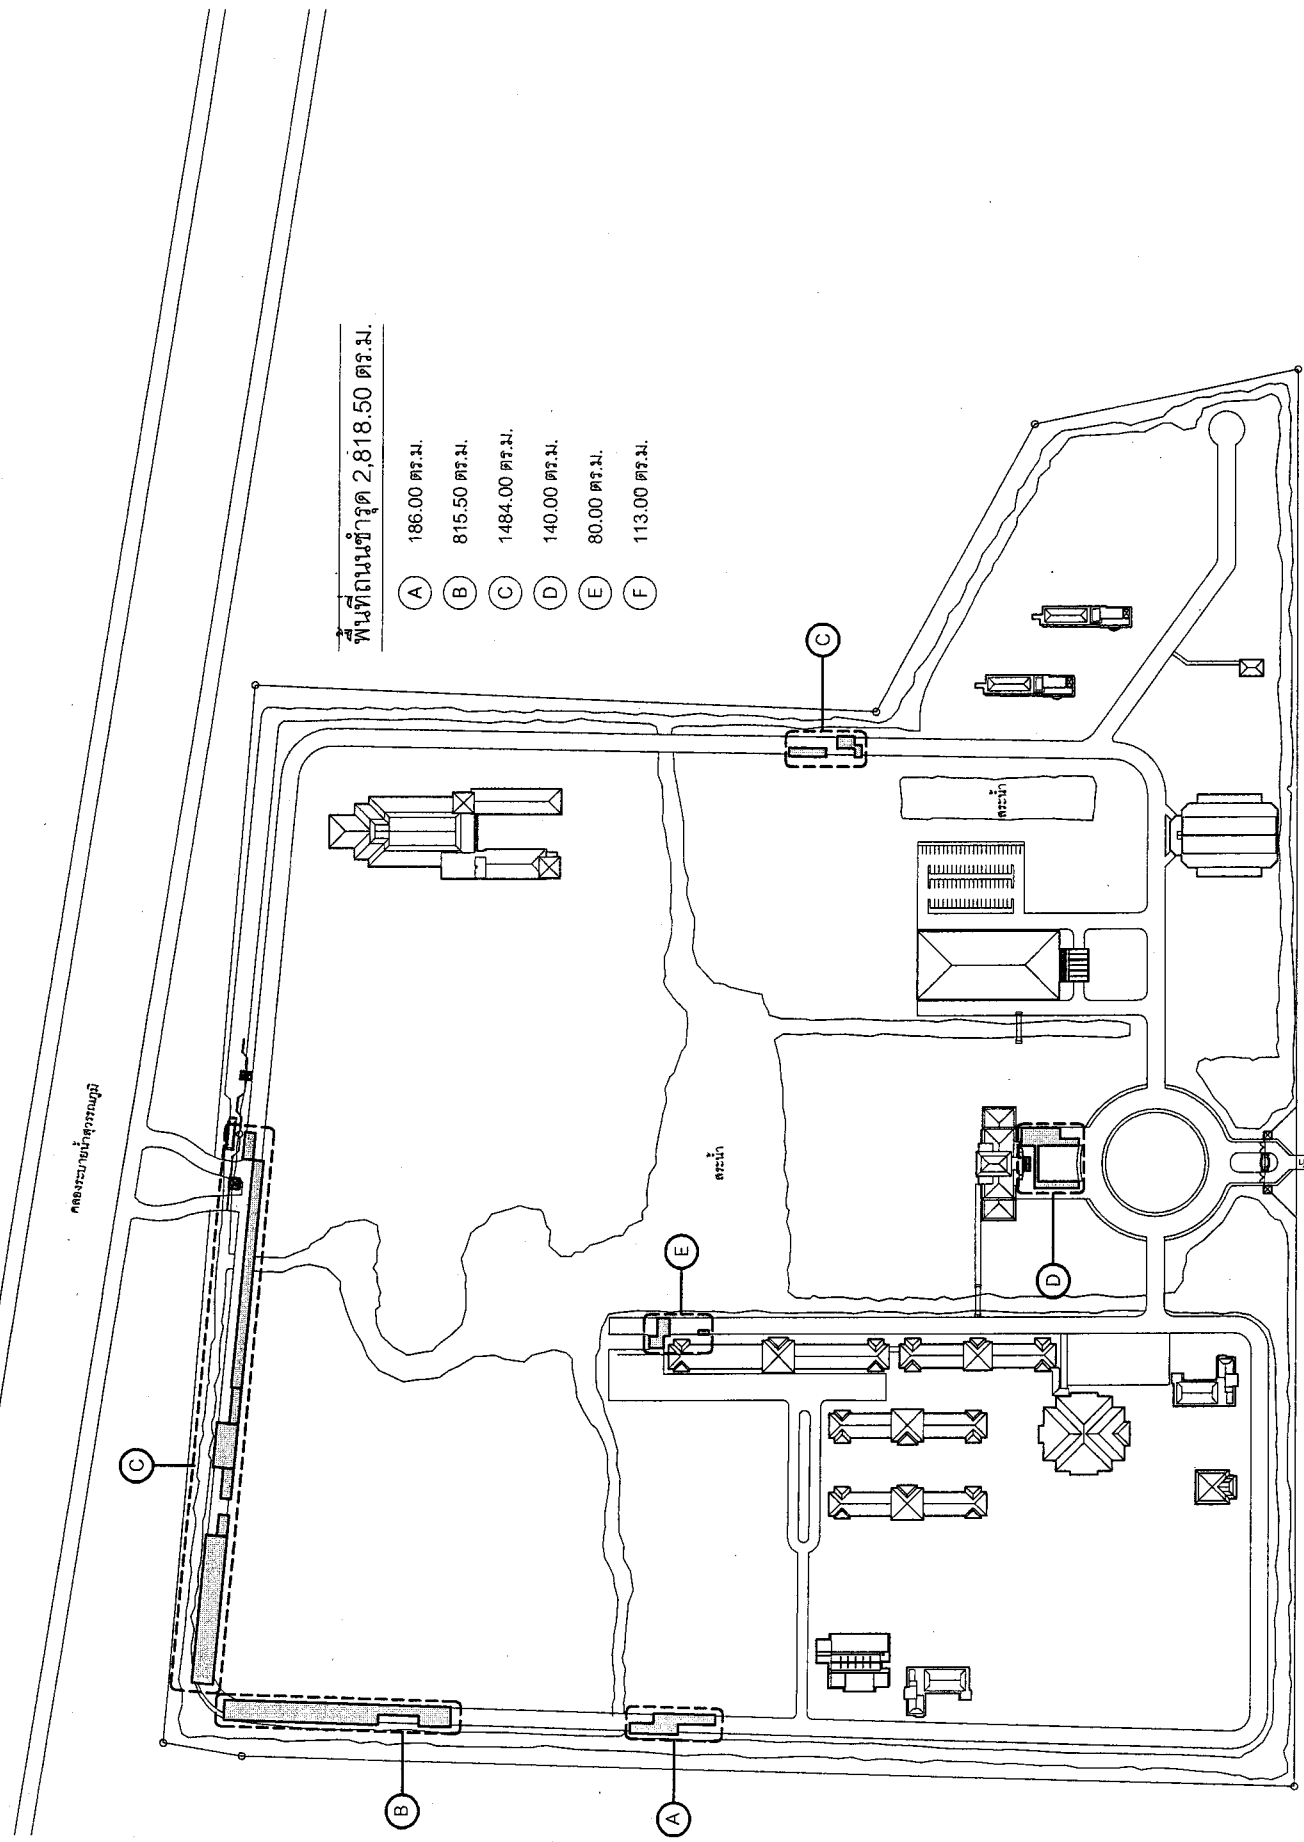 พื้นที่ถนนชำรุด 2,818.50 ตร.ม.
A 186.00 ตร.ม.
B 815.50 ตร.ม.
C 1484.00 ตร.ม.
D 140.00 ตร.ม.
E 80.00 ตร.ม.
F 113.00 ตร.ม.
คลองระบายน้ำสุวรรณภูมิ
C
C
สระน้ำ
สระน้ำ
E
D
B
A